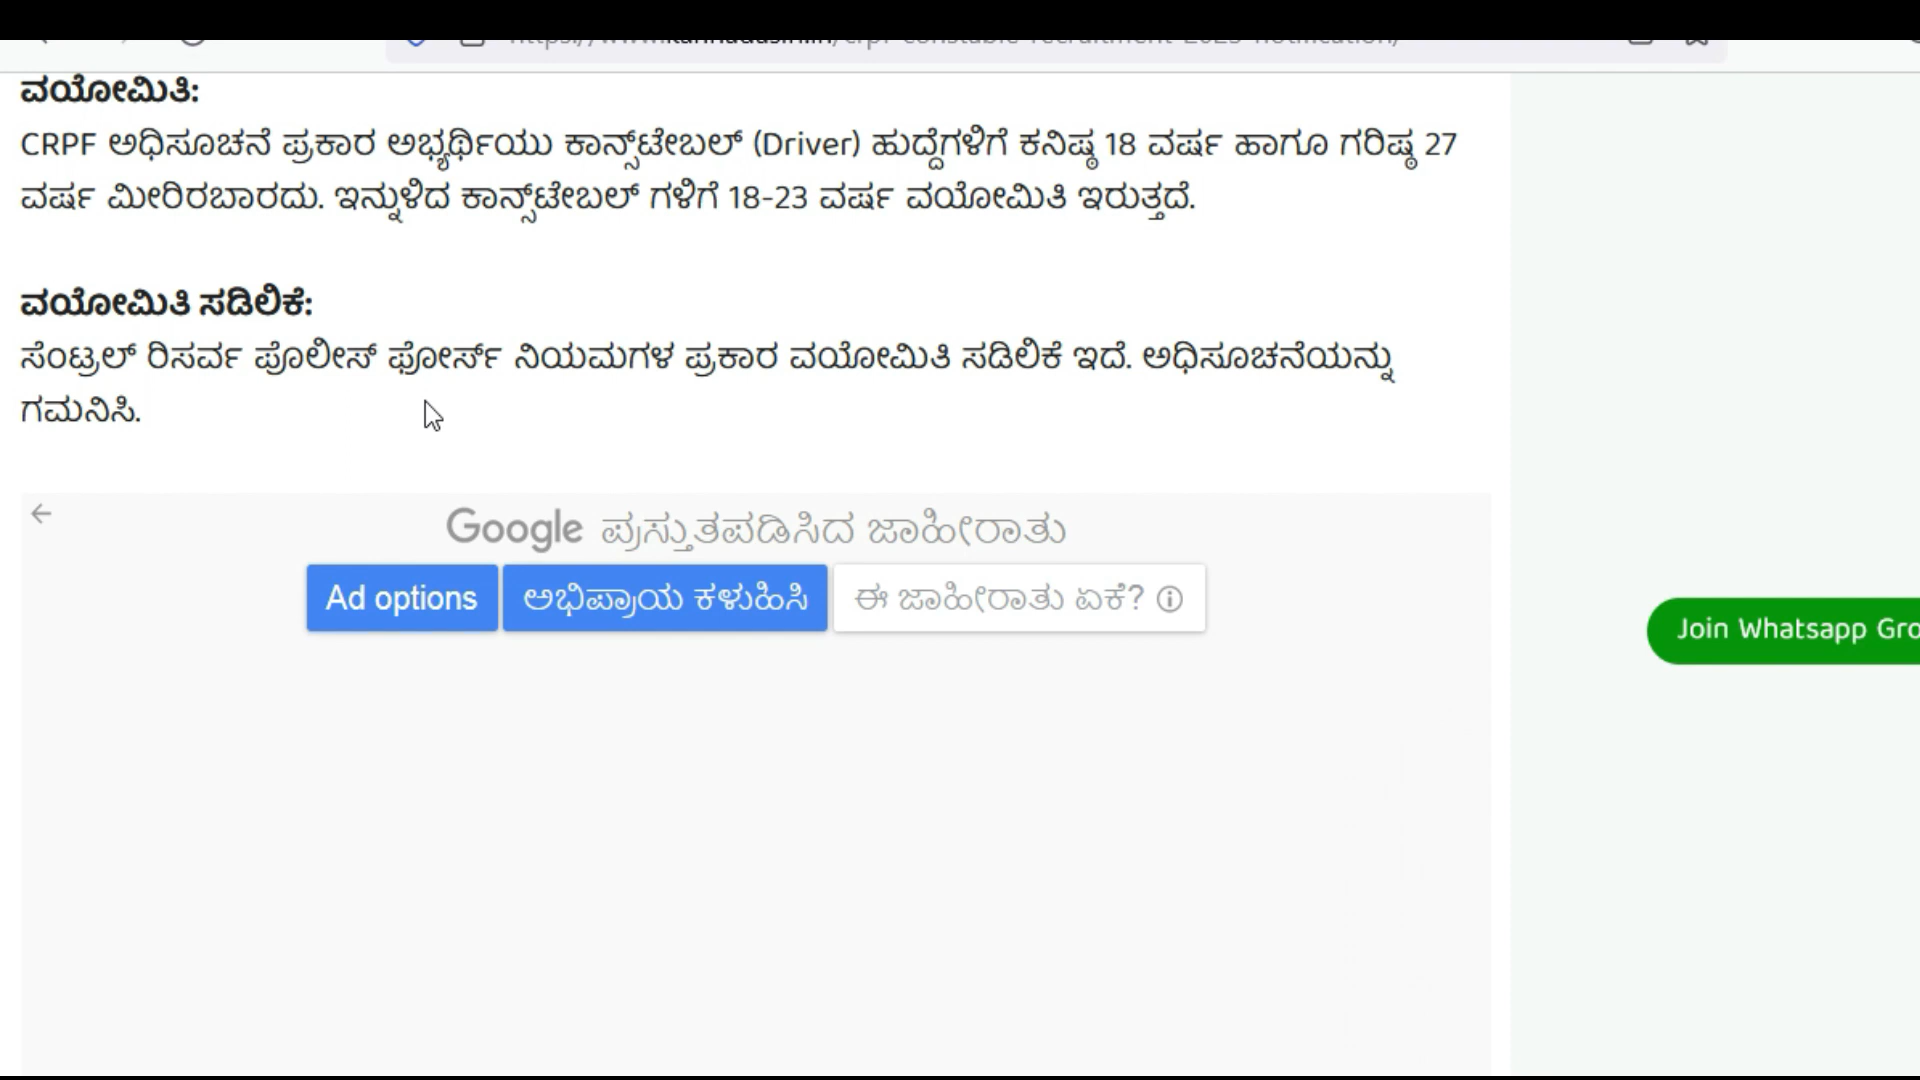 ವಯೋಮಿತಿ:
CRPF ಅಧಿಸೂಚನೆ ಪ್ರಕಾರ ಅಭ್ಯರ್ಥಿಯು ಕಾನ್ಸ್‌ಟೇಬಲ್ (Driver) ಹುದ್ದೆಗಳಿಗೆ ಕನಿಷ್ಠ 18 ವರ್ಷ ಹಾಗೂ ಗರಿಷ್ಠ 27
ವರ್ಷ ಮೀರಿರಬಾರದು. ಇನ್ನುಳಿದ ಕಾನ್ಸ್‌ಟೇಬಲ್ ಗಳಿಗೆ 18-23 ವರ್ಷ ವಯೋಮಿತಿ ಇರುತ್ತದೆ.
ವಯೋಮಿತಿ ಸಡಿಲಿಕೆ:
ಸೆಂಟ್ರಲ್ ರಿಸರ್ವ ಪೊಲೀಸ್ ಫೋರ್ಸ್ ನಿಯಮಗಳ ಪ್ರಕಾರ ವಯೋಮಿತಿ ಸಡಿಲಿಕೆ ಇದೆ. ಅಧಿಸೂಚನೆಯನ್ನು
ಗಮನಿಸಿ.
Google ಪ್ರಸ್ತುತಪಡಿಸಿದ ಜಾಹೀರಾತು
Ad options ಅಭಿಪ್ರಾಯ ಕಳುಹಿಸಿ ಈ ಜಾಹೀರಾತು ಏಕೆ?
Join Whatsapp Gro